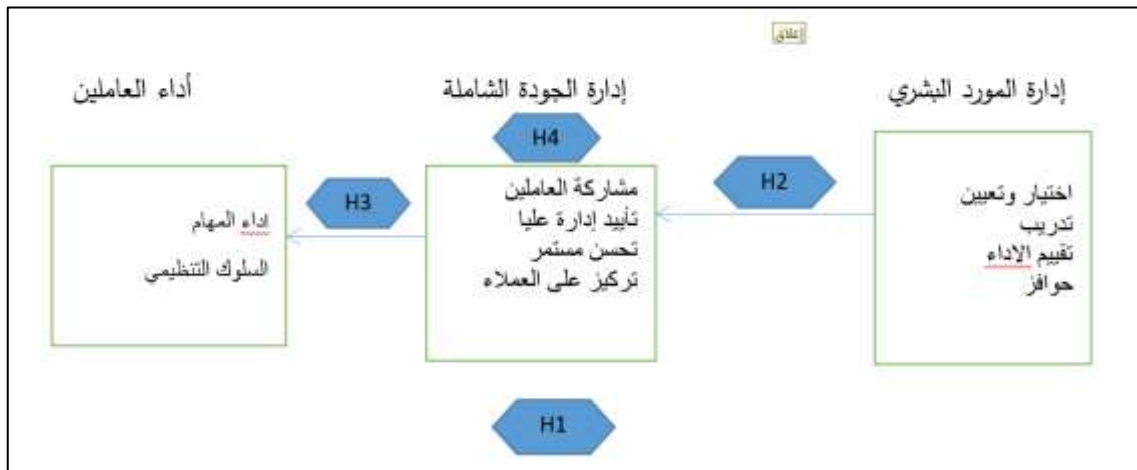 إغلاق
إدارة المورد البشري
إدارة الجودة الشاملة
أداء العاملين
H4
H2
H3
اختيار وتعيين
تدريب
تقييم الاداء
حوافز
مشاركة العاملين
تأييد إدارة عليا
تحسن مستمر
تركيز على العملاء
اداء المهام
السلوك التنظيمي
H1